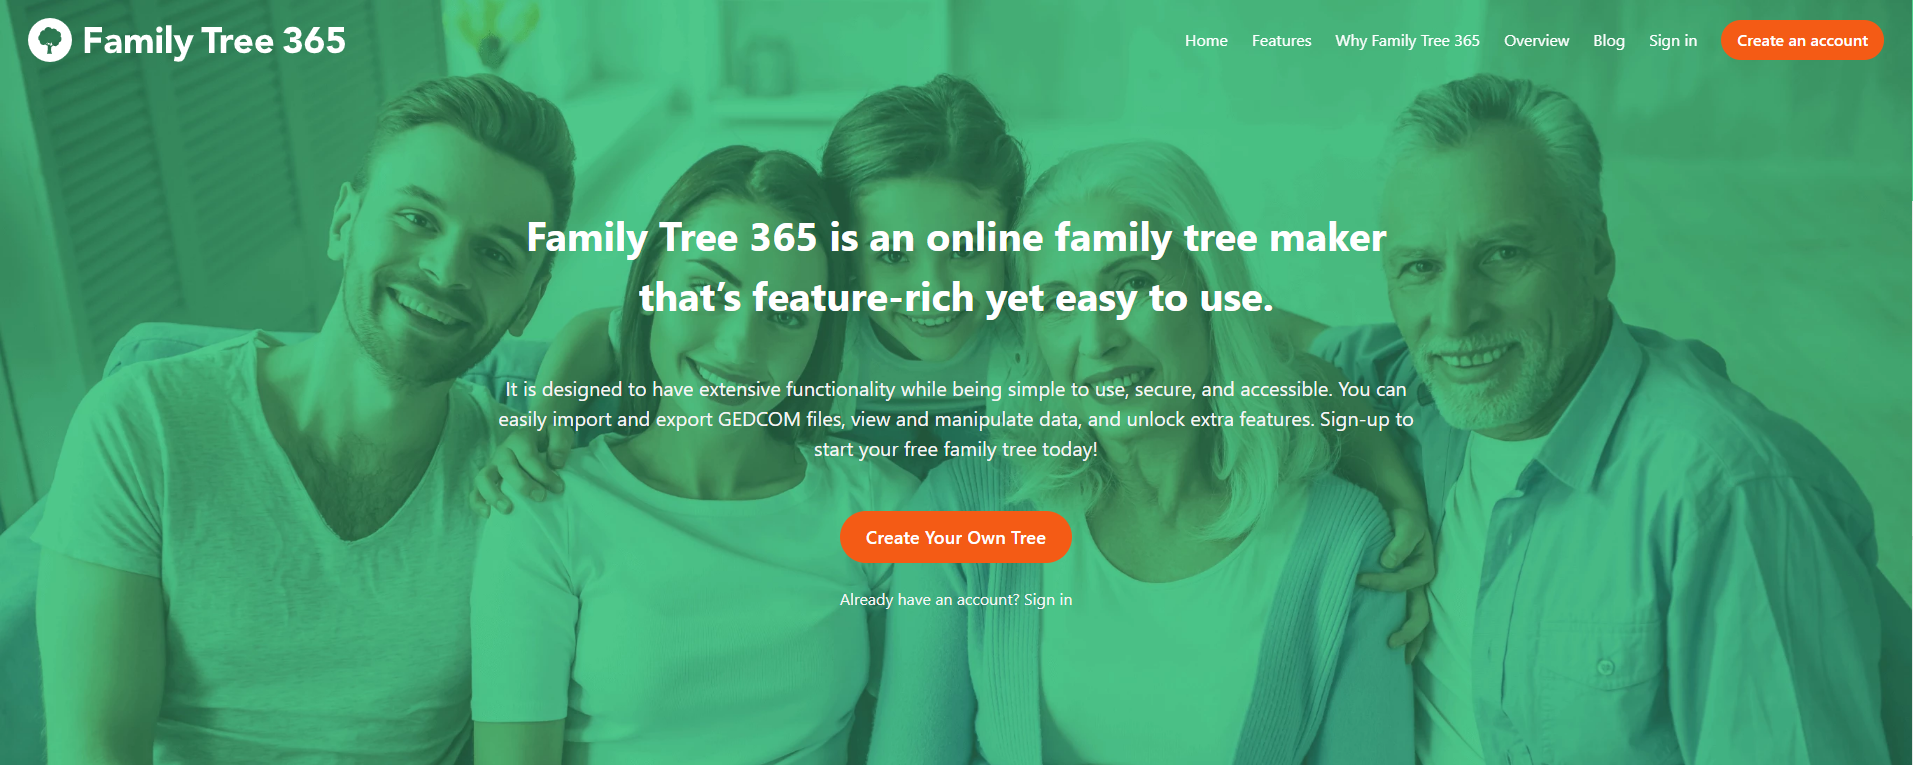 Family Tree 365
Home Features Why Family Tree 365 Overview Blog Sign in Create an account
Family Tree 365 is an online family tree maker
that’s feature-rich yet easy to use.
It is designed to have extensive functionality while being simple to use, secure, and accessible. You can
easily import and export GEDCOM files, view and manipulate data, and unlock extra features. Sign-up to
start your free family tree today!
Create Your Own Tree
Already have an account? Sign in